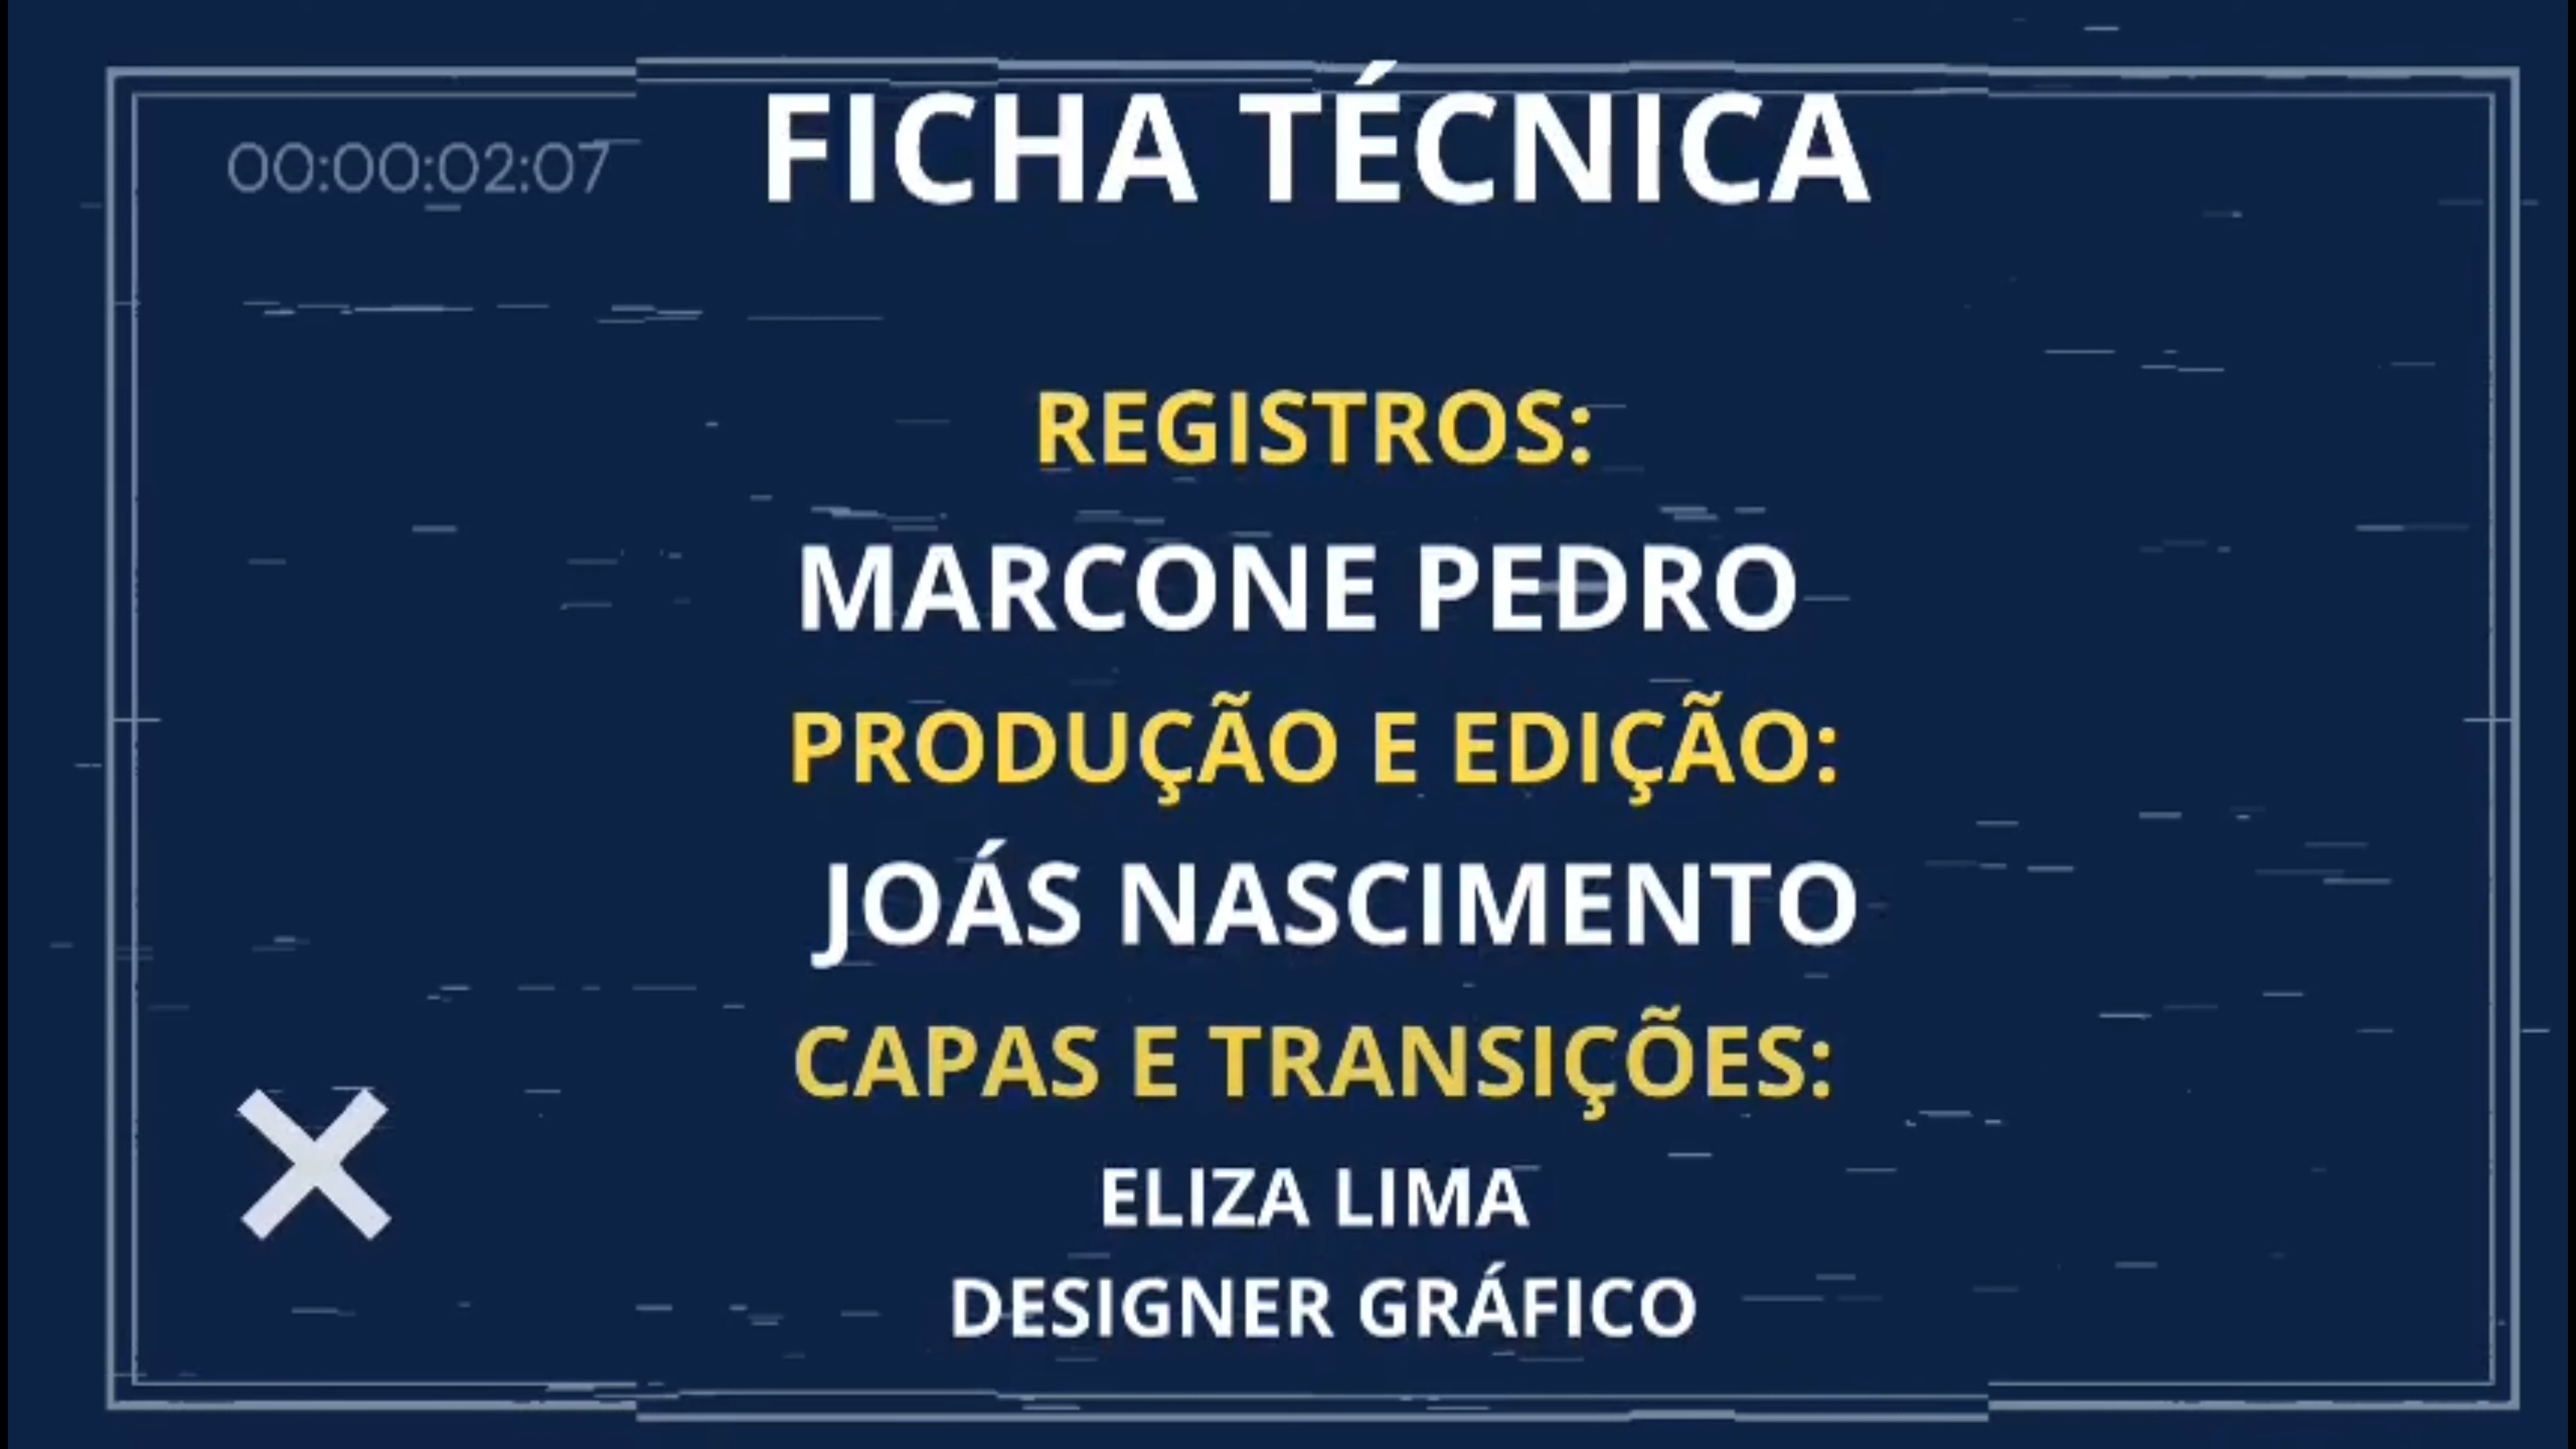 FICHA TÉCNICA
00:00:02:07
REGISTROS:
MARCONE PEDRO
PRODUÇÃO E EDIÇÃO:
JOÁS NASCIMENTO
CAPAS E TRANSIÇÕES:
ELIZA LIMA
DESIGNER GRÁFICO